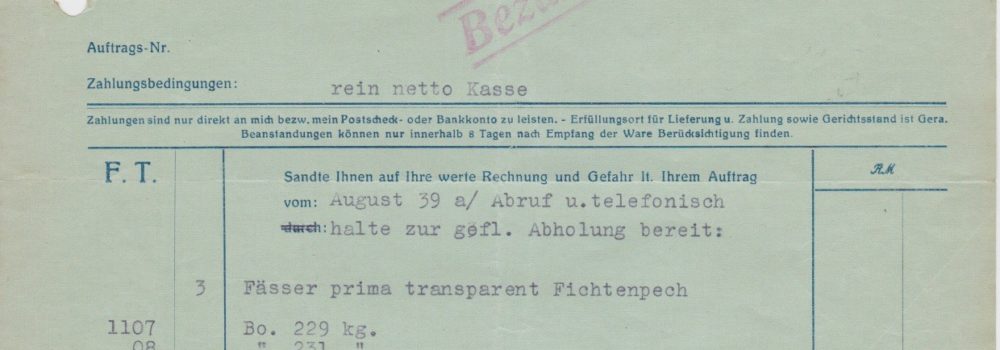 Auftrags-Nr.
Zahlungsbedingungen: rein netto Kasse
Zahlungen sind nur direkt an mich bezw. mein Postscheck- oder Bankkonto zu leisten. - Erfüllungsort für Lieferung u. Zahlung sowie Gerichtsstand ist Gera.
Beanstandungen können nur innerhalb 8 Tagen nach Empfang der Ware Berücksichtigung finden.
F. T.
Sandte Ihnen auf Ihre werte Rechnung und Gefahr lt. Ihrem Auftrag
RM
vom: August 39 a/ Abruf u.telefonisch
durch: halte zur gefl. Abholung bereit:
3 Fässer prima transparent Fichtenpech
1107 Bo. 229 kg.
08 " 231 "